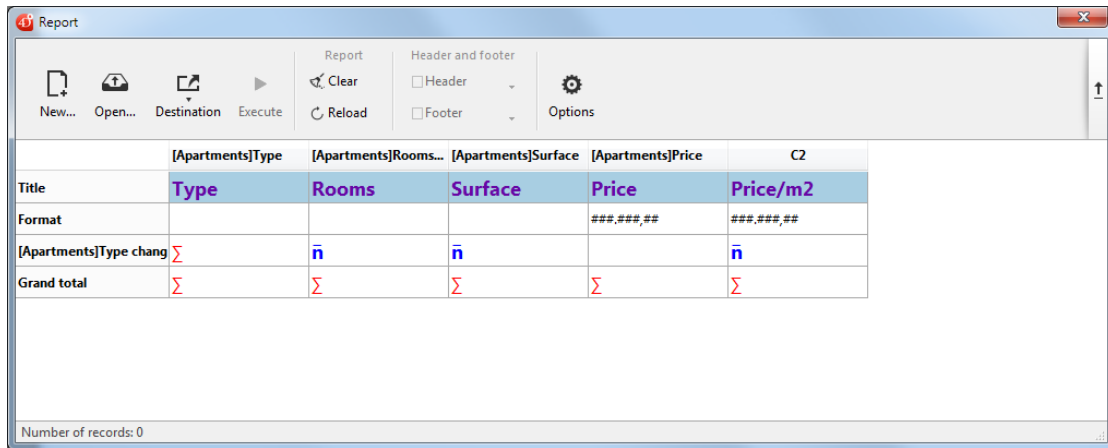 Report
Report Header and footer
New... Open... Destination Execute Clear Header Options
Reload Footer
[Apartments]Type [Apartments]Rooms... [Apartments]Surface [Apartments]Price C2
Title Type Rooms Surface Price Price/m2
Format ###.###,## ###.###,##
[Apartments]Type chang ∑ n̅ n̅ n̅
Grand total ∑ ∑ ∑ ∑ ∑
Number of records: 0